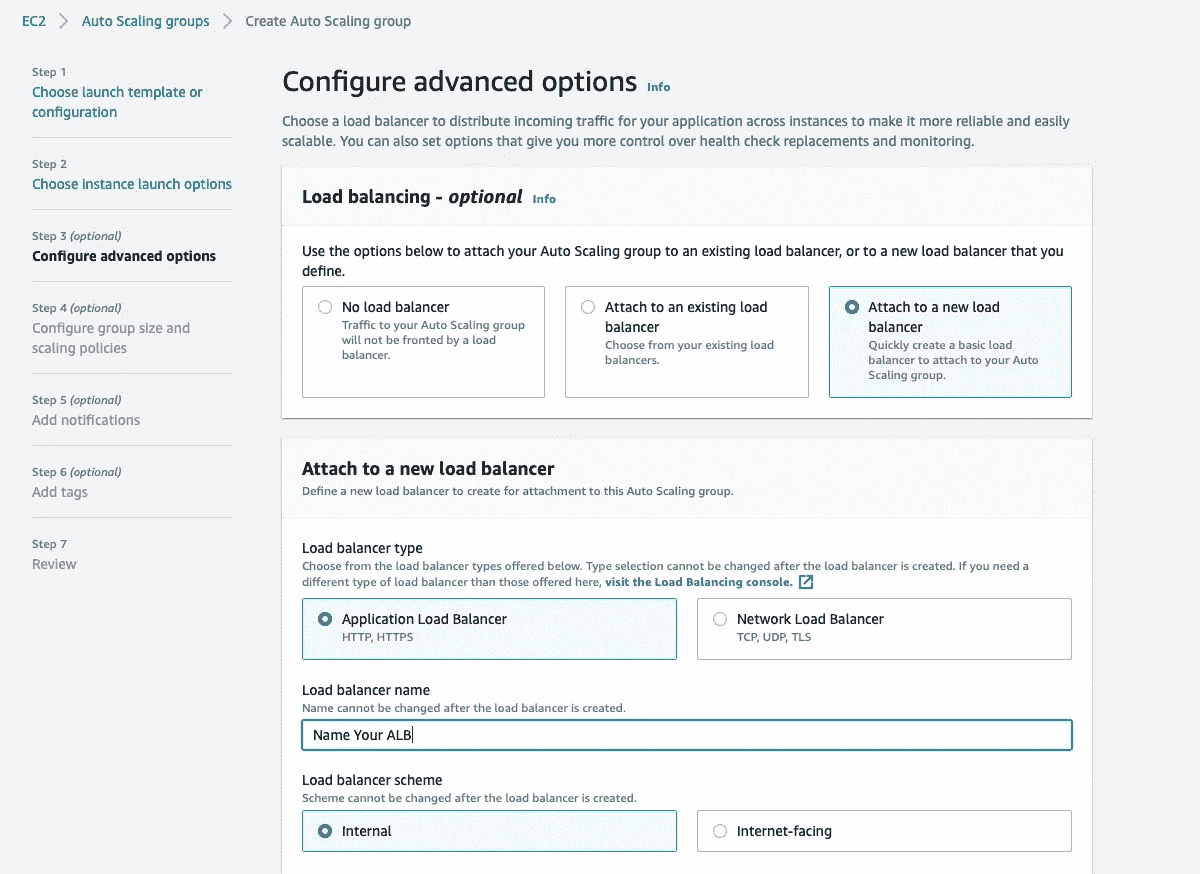 EC2 > Auto Scaling groups > Create Auto Scaling group
Step 1
Choose launch template or
configuration
Step 2
Choose instance launch options
Step 3 (optional)
Configure advanced options
Step 4 (optional)
Configure group size and
scaling policies
Step 5 (optional)
Add notifications
Step 6 (optional)
Add tags
Step 7
Review
Configure advanced options Info
Choose a load balancer to distribute incoming traffic for your application across instances to make it more reliable and easily
scalable. You can also set options that give you more control over health check replacements and monitoring.
Load balancing - optional Info
Use the options below to attach your Auto Scaling group to an existing load balancer, or to a new load balancer that you
define.
No load balancer
Traffic to your Auto Scaling group
will not be fronted by a load
balancer.
Attach to an existing load
balancer
Choose from your existing load
balancers.
Attach to a new load
balancer
Quickly create a basic load
balancer to attach to your Auto
Scaling group.
Attach to a new load balancer
Define a new load balancer to create for attachment to this Auto Scaling group.
Load balancer type
Choose from the load balancer types offered below. Type selection cannot be changed after the load balancer is created. If you need a
different type of load balancer than those offered here, visit the Load Balancing console.
Application Load Balancer
HTTP, HTTPS
Network Load Balancer
TCP, UDP, TLS
Load balancer name
Name cannot be changed after the load balancer is created.
Name Your ALB
Load balancer scheme
Scheme cannot be changed after the load balancer is created.
Internal
Internet-facing